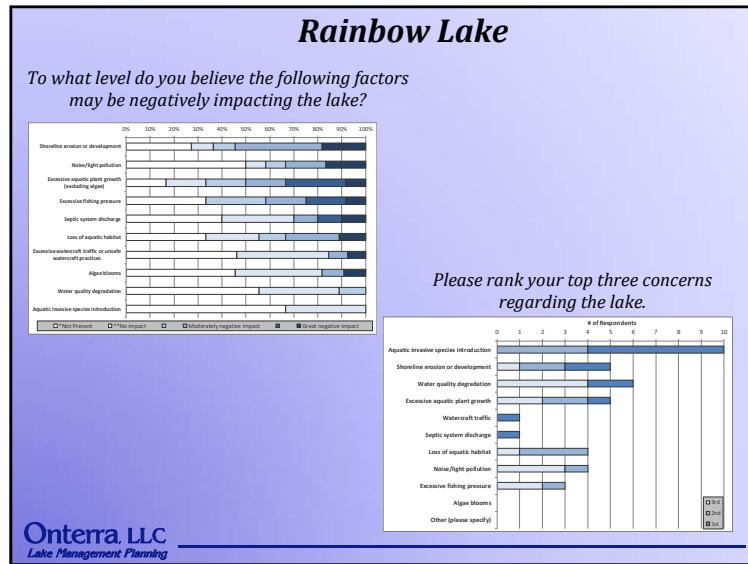 Rainbow Lake
To what level do you believe the following factors
may be negatively impacting the lake?
0% 10% 20% 30% 40% 50% 60% 70% 80% 90% 100%
Shoreline erosion or development
Noise/light pollution
Excessive aquatic plant growth
(excluding algae)
Excessive fishing pressure
Septic system discharge
Loss of aquatic habitat
Excessive watercraft traffic or unsafe
watercraft practices
Algae blooms
Water quality degradation
Aquatic invasive species introduction
*Not Present **No Impact Moderately negative impact Great negative impact
Please rank your top three concerns
regarding the lake.
# of Respondents
0 1 2 3 4 5 6 7 8 9 10
Aquatic invasive species introduction
Shoreline erosion or development
Water quality degradation
Excessive aquatic plant growth
Watercraft traffic
Septic system discharge
Loss of aquatic habitat
Noise/light pollution
Excessive fishing pressure
Algae blooms
Other (please specify)
3rd
2nd
1st
Onterra, LLC
Lake Management Planning